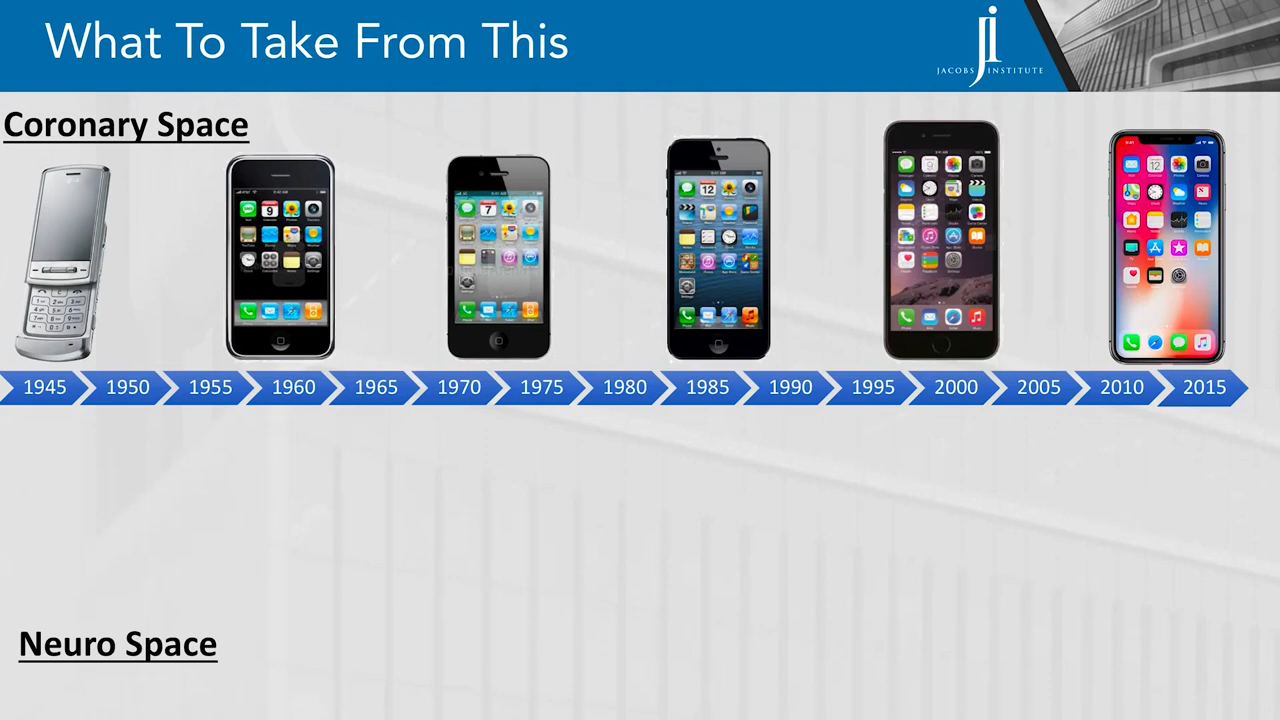 What To Take From This
JACOBS INSTITUTE
Coronary Space
1945 1950 1955 1960 1965 1970 1975 1980 1985 1990 1995 2000 2005 2010 2015
Neuro Space